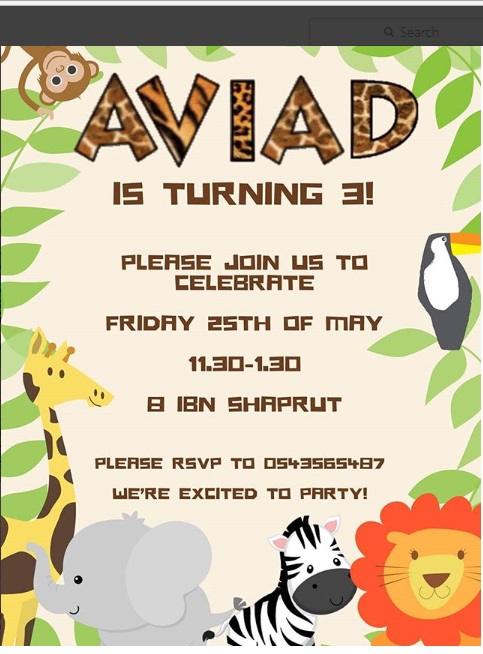 Search
AVIAD
IS TURNING 3!
PLEASE JOIN US TO
CELEBRATE
FRIDAY 25TH OF MAY
11.30-1.30
8 IBN SHAPRUT
PLEASE RSVP TO 0543565487
WE'RE EXCITED TO PARTY!